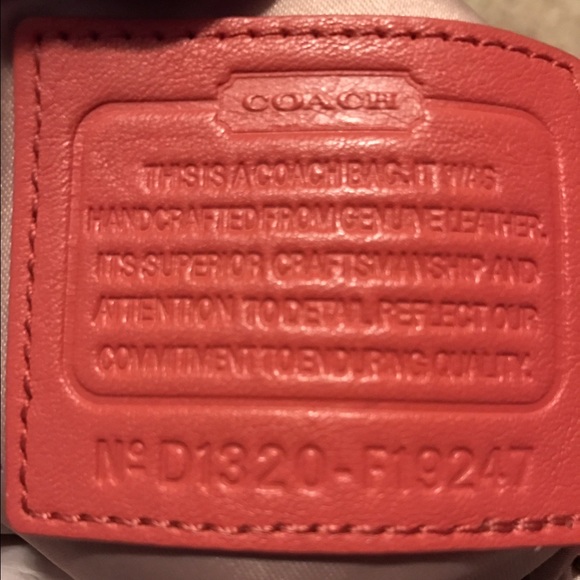 COACH
THIS IS A COACH BAG. IT WAS
HANDCRAFTED FROM GENUINE LEATHER.
ITS SUPERIOR CRAFTSMANSHIP AND
ATTENTION TO DETAIL REFLECT OUR
COMMITMENT TO ENDURING QUALITY.
Nº D1320-F19247